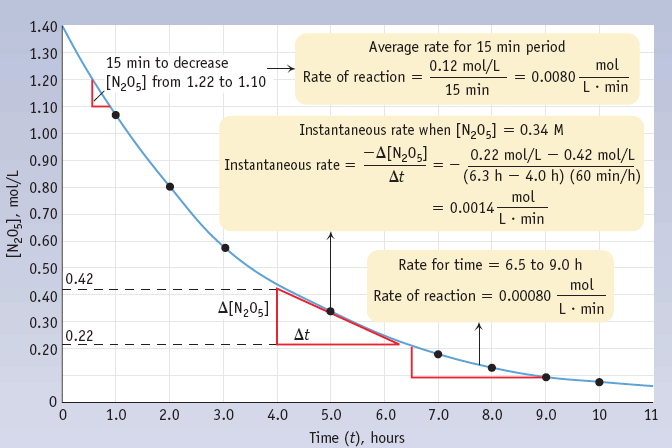 1.40
1.30
1.20
1.10
1.00
0.90
0.80
0.70
0.60
0.50
0.40
0.30
0.20
0
[N₂O₅], mol/L
15 min to decrease
[N₂O₅] from 1.22 to 1.10
Average rate for 15 min period
Rate of reaction = 0.12 mol/L / 15 min = 0.0080 mol / L · min
Instantaneous rate when [N₂O₅] = 0.34 M
Instantaneous rate = −Δ[N₂O₅] / Δt = − 0.22 mol/L − 0.42 mol/L / (6.3 h − 4.0 h) (60 min/h)
= 0.0014 mol / L · min
Rate for time = 6.5 to 9.0 h
Rate of reaction = 0.00080 mol / L · min
0.42
Δ[N₂O₅]
0.22
Δt
0 1.0 2.0 3.0 4.0 5.0 6.0 7.0 8.0 9.0 10 11
Time (t), hours